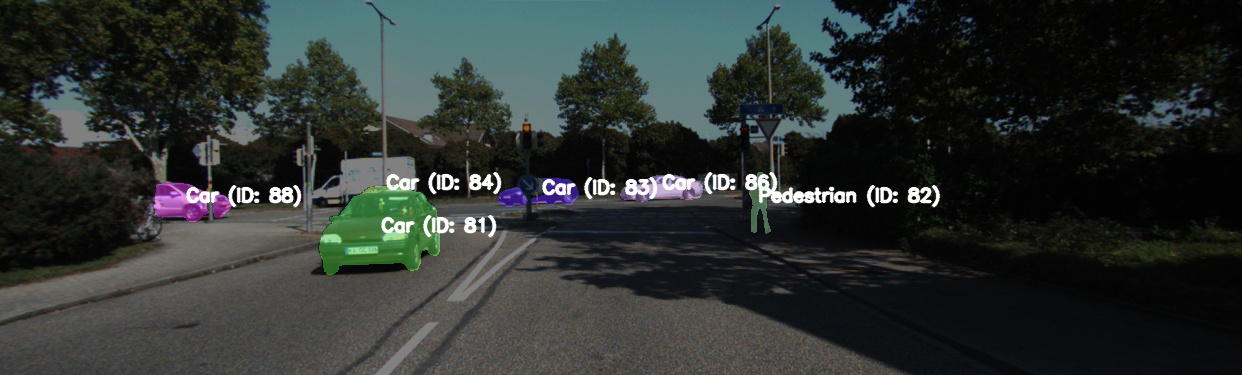 Car (ID: 84)
Car (ID: 88)
Car (ID: 83)
Car (ID: 86)
Pedestrian (ID: 82)
Car (ID: 81)